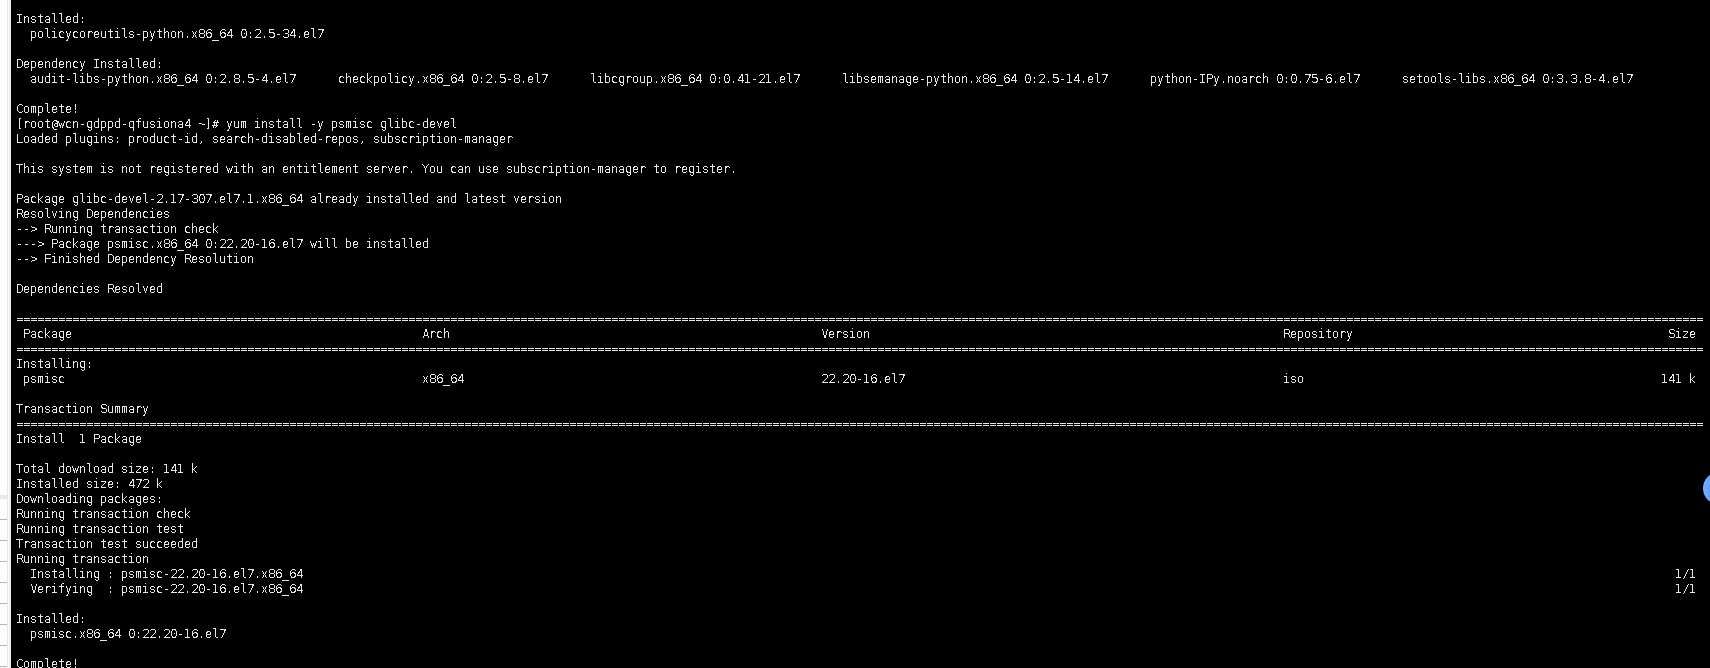 Installed:
  policycoreutils-python.x86_64 0:2.5-34.el7
Dependency Installed:
  audit-libs-python.x86_64 0:2.8.5-4.el7      checkpolicy.x86_64 0:2.5-8.el7      libcgroup.x86_64 0:0.41-21.el7      libsemanage-python.x86_64 0:2.5-14.el7      python-IPy.noarch 0:0.75-6.el7      setools-libs.x86_64 0:3.3.8-4.el7
Complete!
[root@wcn-gdppd-qfusiona4 ~]# yum install -y psmisc glibc-devel
Loaded plugins: product-id, search-disabled-repos, subscription-manager
This system is not registered with an entitlement server. You can use subscription-manager to register.
Package glibc-devel-2.17-307.el7.1.x86_64 already installed and latest version
Resolving Dependencies
--> Running transaction check
---> Package psmisc.x86_64 0:22.20-16.el7 will be installed
--> Finished Dependency Resolution
Dependencies Resolved
Package Arch Version Repository Size
Installing:
psmisc x86_64 22.20-16.el7 iso 141 k
Transaction Summary
Install  1 Package
Total download size: 141 k
Installed size: 472 k
Downloading packages:
Running transaction check
Running transaction test
Transaction test succeeded
Running transaction
  Installing : psmisc-22.20-16.el7.x86_64 1/1
  Verifying  : psmisc-22.20-16.el7.x86_64 1/1
Installed:
  psmisc.x86_64 0:22.20-16.el7
Complete!